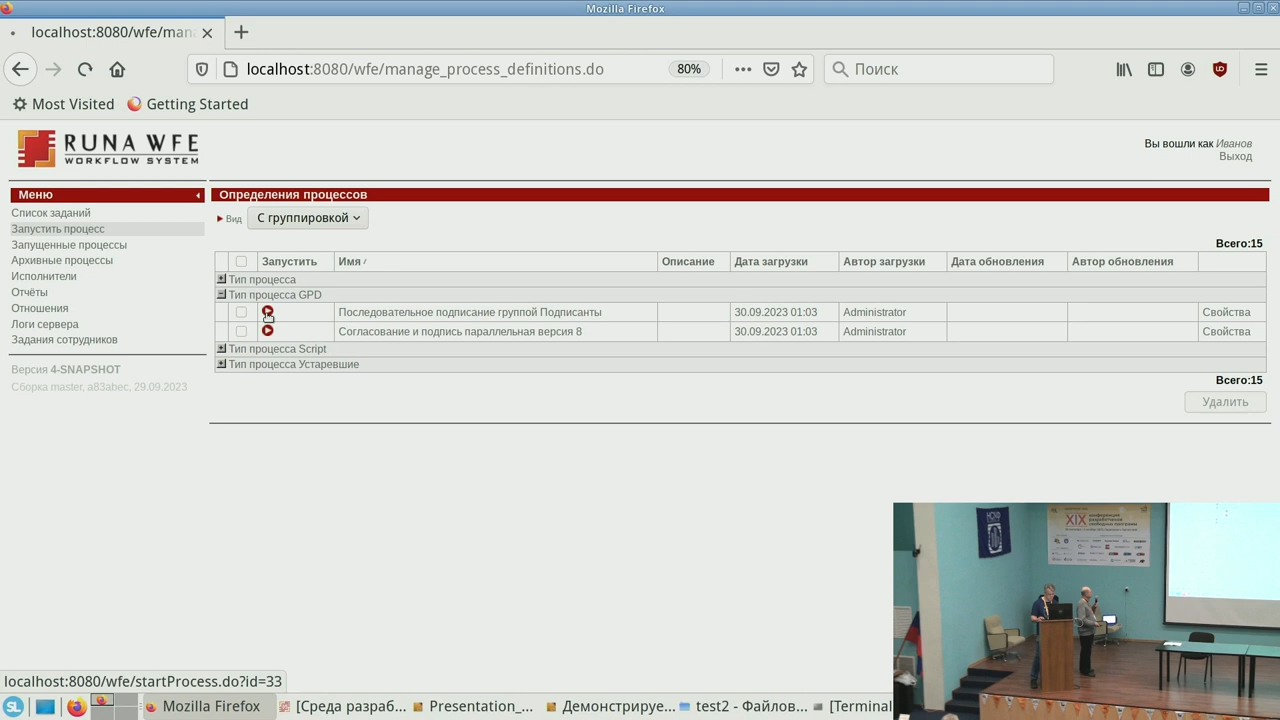 Mozilla Firefox
localhost:8080/wfe/man
localhost:8080/wfe/manage_process_definitions.do
80%
Поиск
Most Visited
Getting Started
RUNA WFE
WORKFLOW SYSTEM
Вы вошли как Иванов
Выход
Меню
Список заданий
Запустить процесс
Запущенные процессы
Архивные процессы
Исполнители
Отчёты
Отношения
Логи сервера
Задания сотрудников
Версия 4-SNAPSHOT
Сборка master, a83abec, 29.09.2023
Определения процессов
Вид С группировкой
Всего:15
Запустить Имя Описание Дата загрузки Автор загрузки Дата обновления Автор обновления
Тип процесса
Тип процесса GPD
Последовательное подписание группой Подписанты 30.09.2023 01:03 Administrator Свойства
Согласование и подпись параллельная версия 8 30.09.2023 01:03 Administrator Свойства
Тип процесса Script
Тип процесса Устаревшие
Всего:15
Удалить
XIX
конференция
разработчиков
свободных программ
localhost:8080/wfe/startProcess.do?id=33
SL
Mozilla Firefox
[Среда разраб...
Presentation_...
Демонстрируе...
test2 - Файлов...
[Terminal